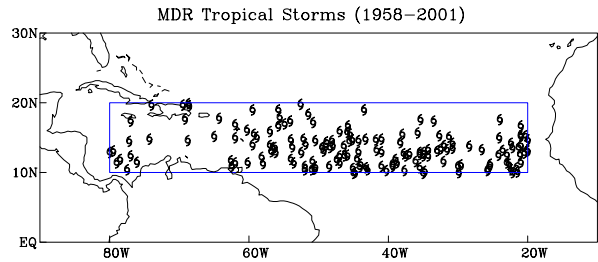 MDR Tropical Storms (1958-2001)
30N
20N
10N
EQ
80W 60W 40W 20W